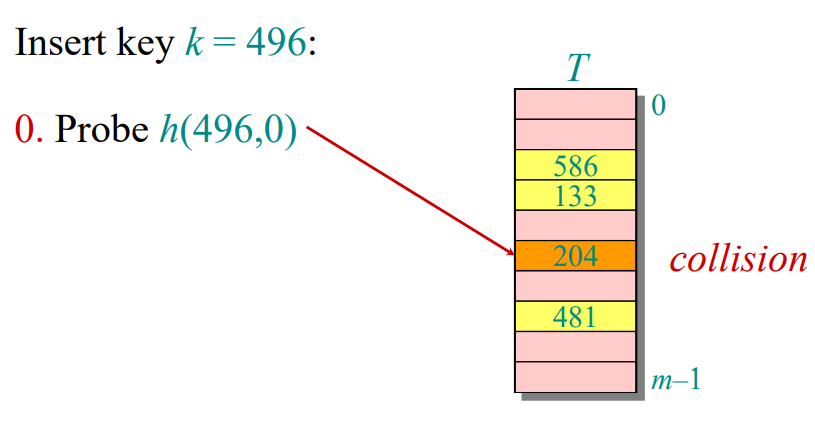 Insert key k = 496:
T
0
0. Probe h(496,0)
586
133
204
collision
481
m–1